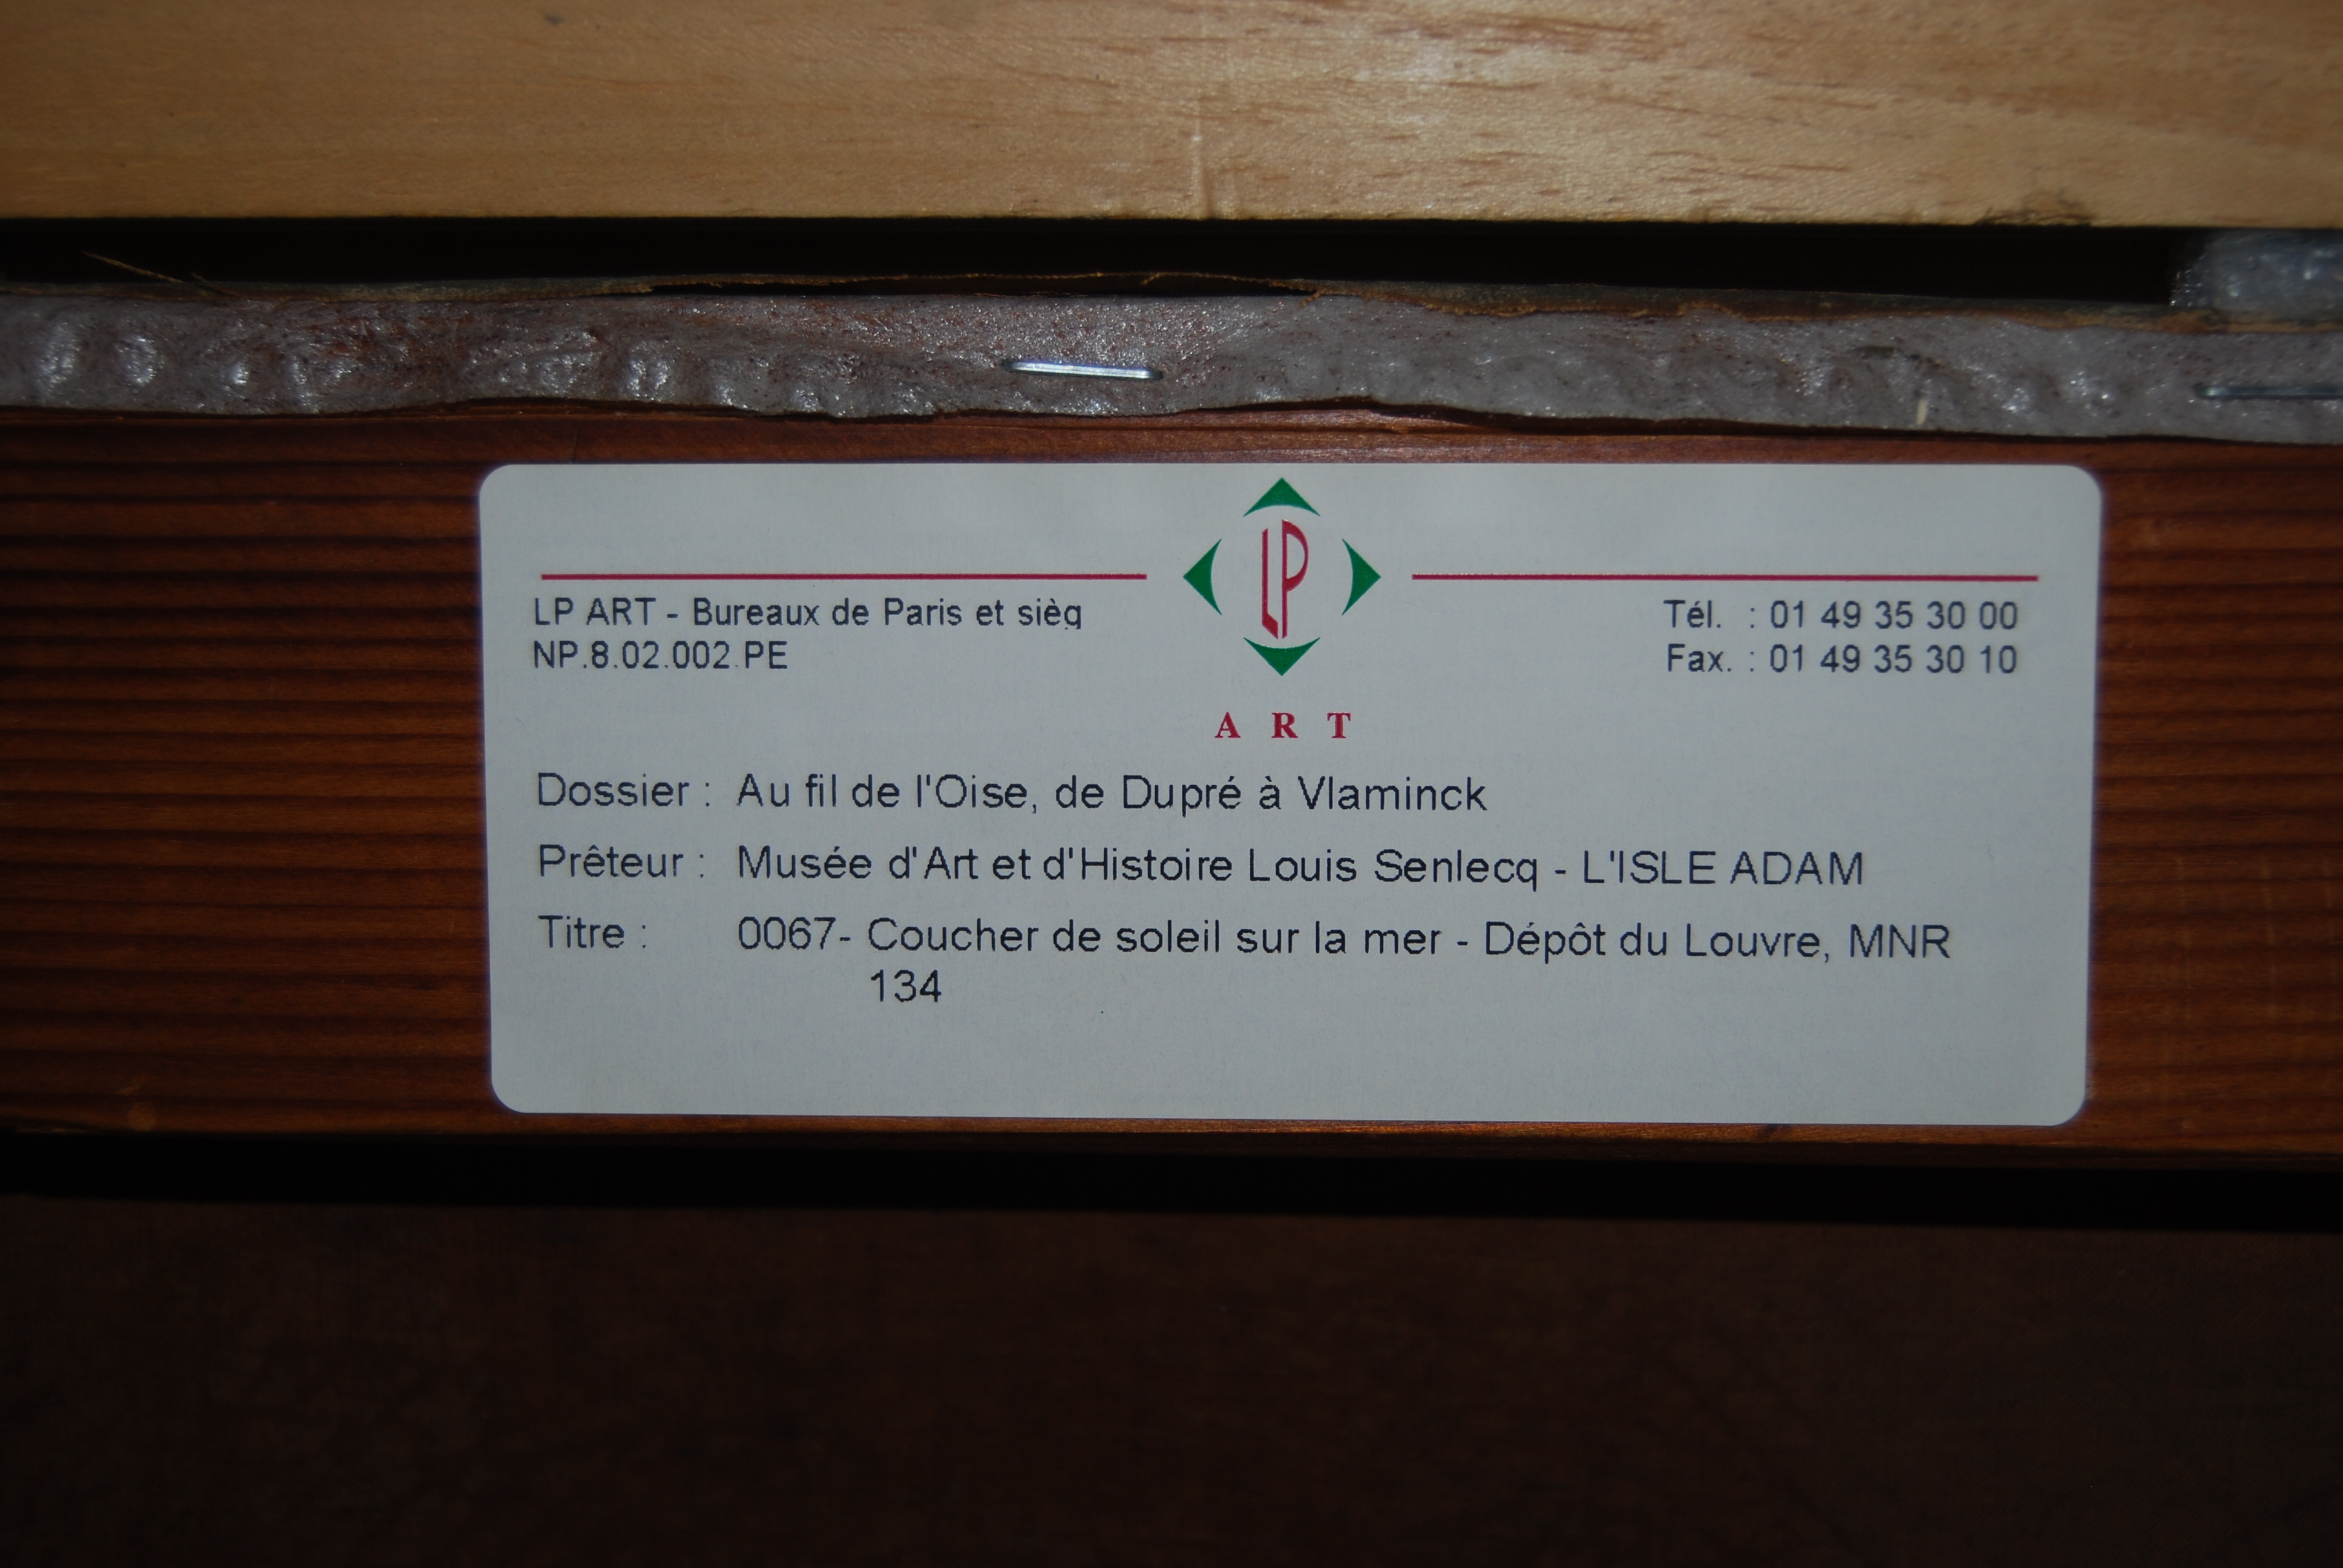 LP
ART
LP ART - Bureaux de Paris et sièg
NP.8.02.002.PE
Tél. : 01 49 35 30 00
Fax. : 01 49 35 30 10
Dossier : Au fil de l'Oise, de Dupré à Vlaminck
Prêteur : Musée d'Art et d'Histoire Louis Senlecq - L'ISLE ADAM
Titre : 0067- Coucher de soleil sur la mer - Dépôt du Louvre, MNR
134